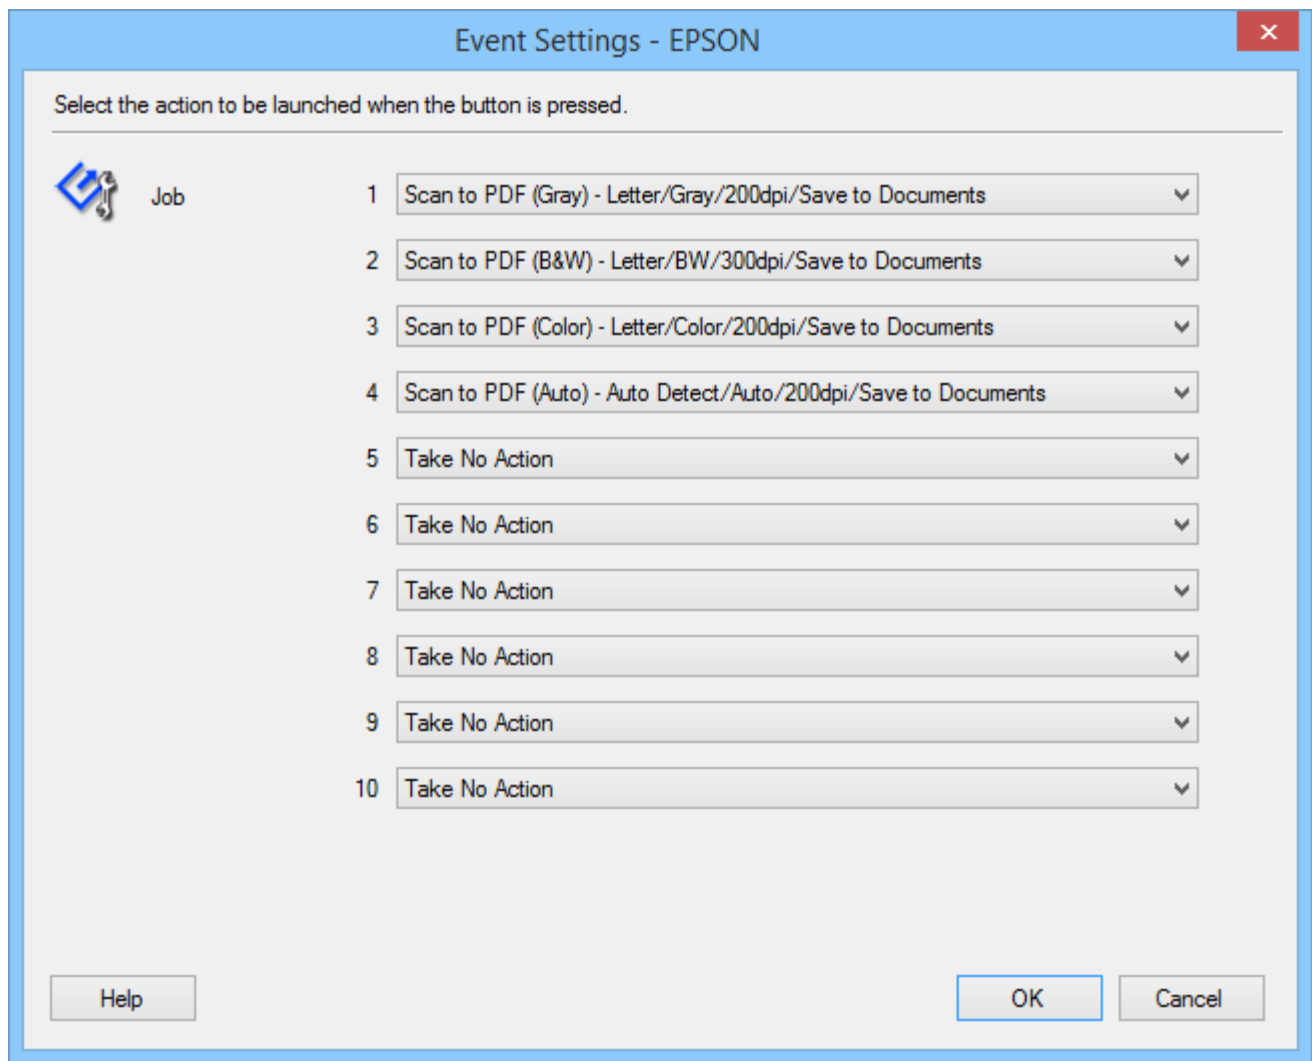 Event Settings - EPSON
Select the action to be launched when the button is pressed.
Job 1 Scan to PDF (Gray) - Letter/Gray/200dpi/Save to Documents
2 Scan to PDF (B&W) - Letter/BW/300dpi/Save to Documents
3 Scan to PDF (Color) - Letter/Color/200dpi/Save to Documents
4 Scan to PDF (Auto) - Auto Detect/Auto/200dpi/Save to Documents
5 Take No Action
6 Take No Action
7 Take No Action
8 Take No Action
9 Take No Action
10 Take No Action
Help OK Cancel